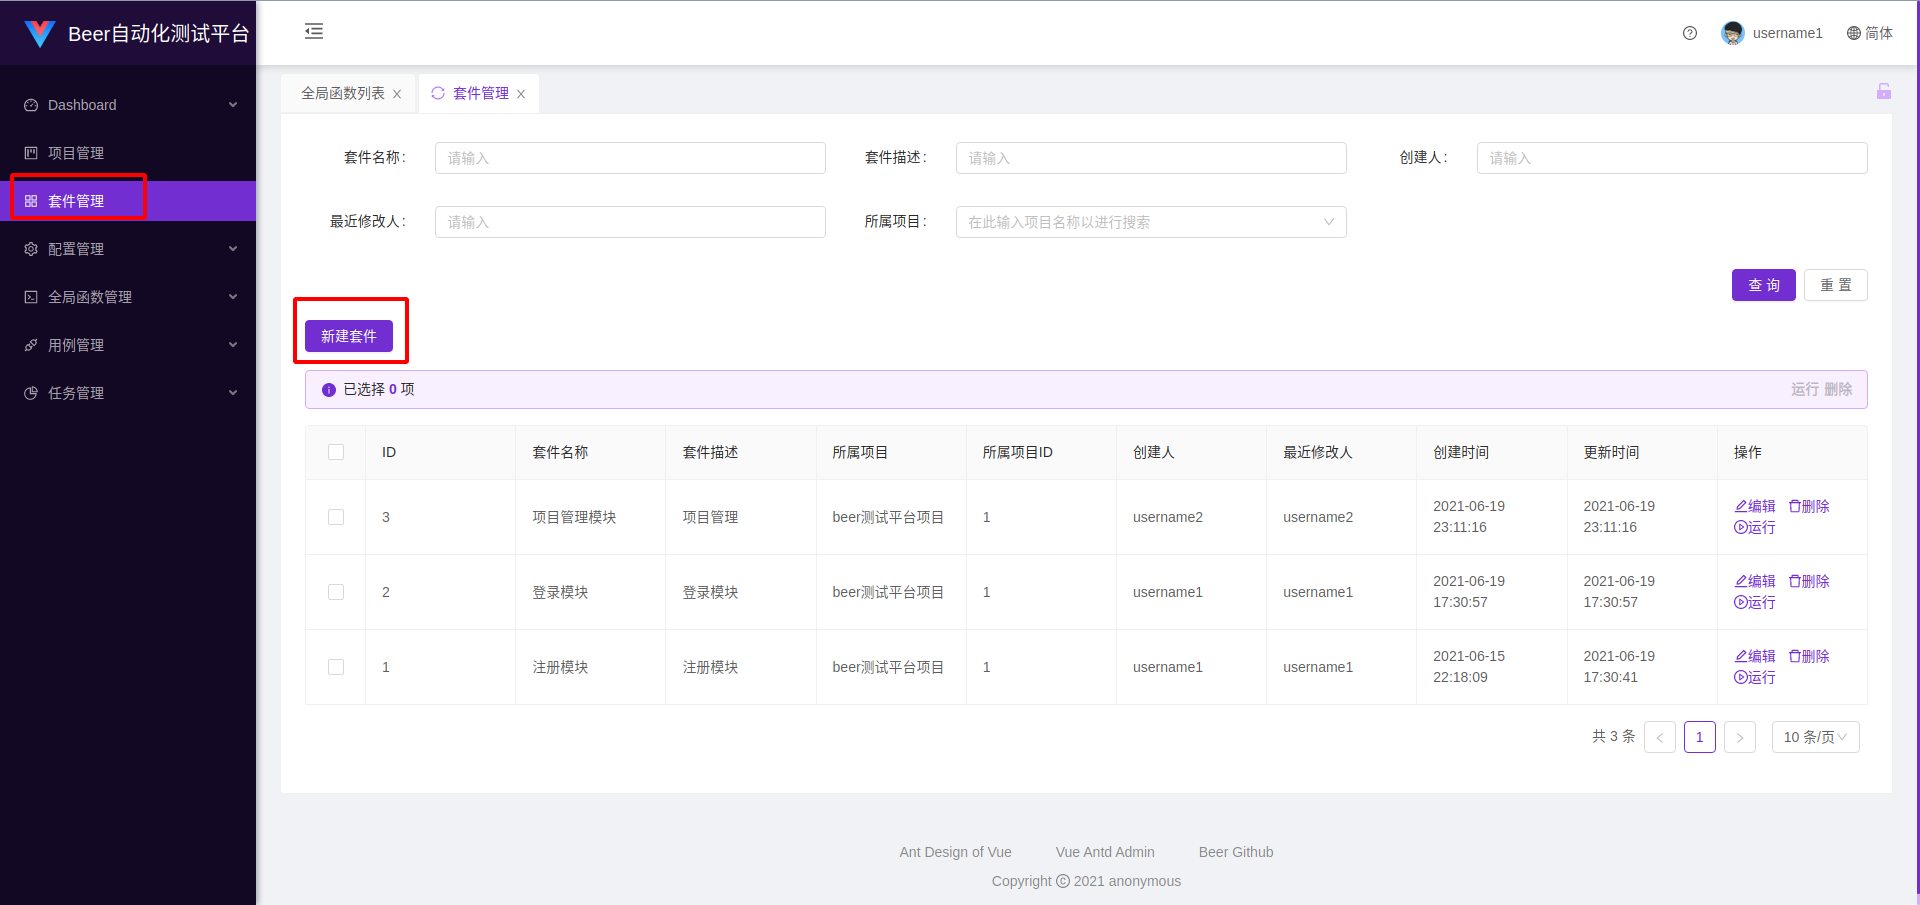 Beer自动化测试平台
username1
简体
Dashboard
项目管理
套件管理
配置管理
全局函数管理
用例管理
任务管理
全局函数列表
套件管理
套件名称: 请输入
套件描述: 请输入
创建人: 请输入
最近修改人: 请输入
所属项目: 在此输入项目名称以进行搜索
查 询
重 置
新建套件
已选择 0 项
运行 删除
ID 套件名称 套件描述 所属项目 所属项目ID 创建人 最近修改人 创建时间 更新时间 操作
3 项目管理模块 项目管理 beer测试平台项目 1 username2 username2 2021-06-19 23:11:16 2021-06-19 23:11:16 编辑 删除 运行
2 登录模块 登录模块 beer测试平台项目 1 username1 username1 2021-06-19 17:30:57 2021-06-19 17:30:57 编辑 删除 运行
1 注册模块 注册模块 beer测试平台项目 1 username1 username1 2021-06-15 22:18:09 2021-06-19 17:30:41 编辑 删除 运行
共 3 条 < 1 > 10 条/页
Ant Design of Vue Vue Antd Admin Beer Github
Copyright © 2021 anonymous